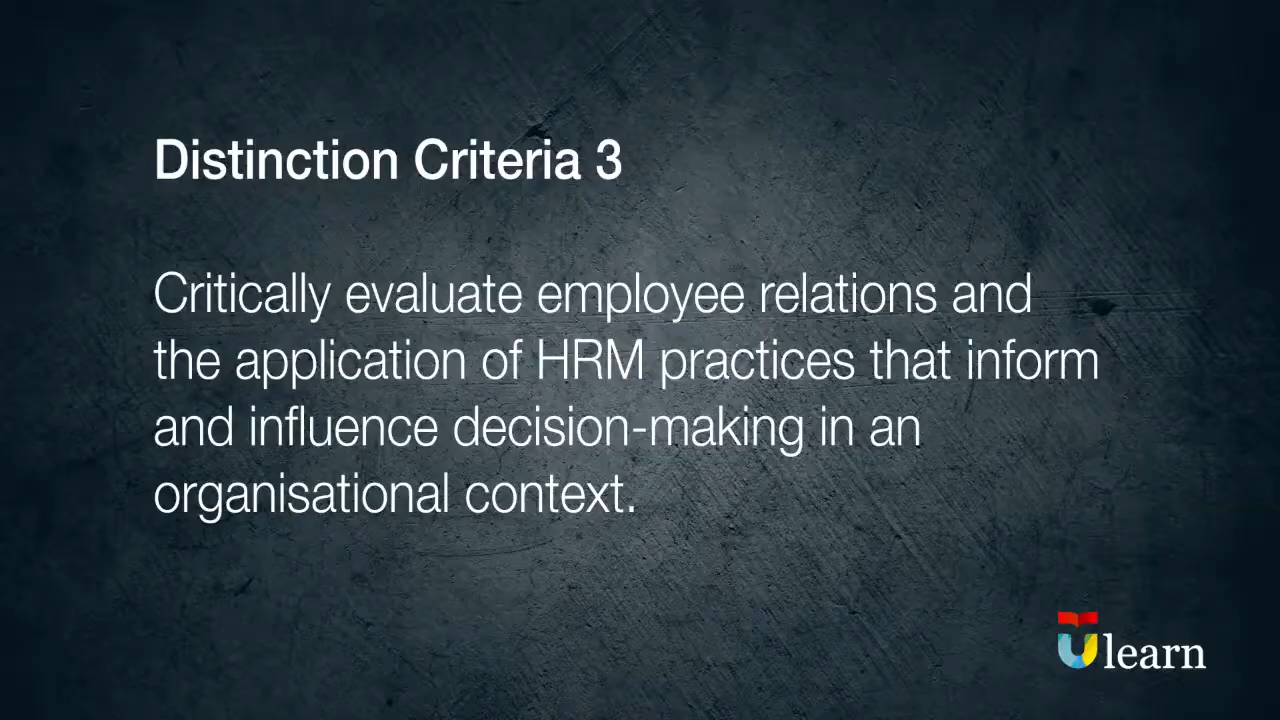 Distinction Criteria 3
Critically evaluate employee relations and
the application of HRM practices that inform
and influence decision-making in an
organisational context.
U learn